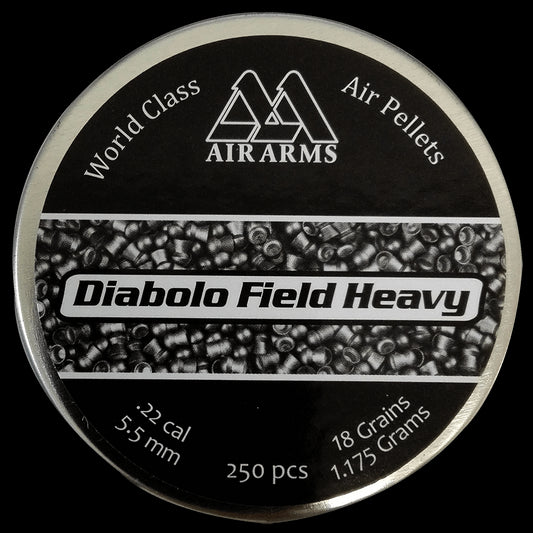 World Class
Air Pellets
AIR ARMS
Diabolo Field Heavy
.22 cal
5.5 mm
250 pcs
18 Grains
1.175 Grams